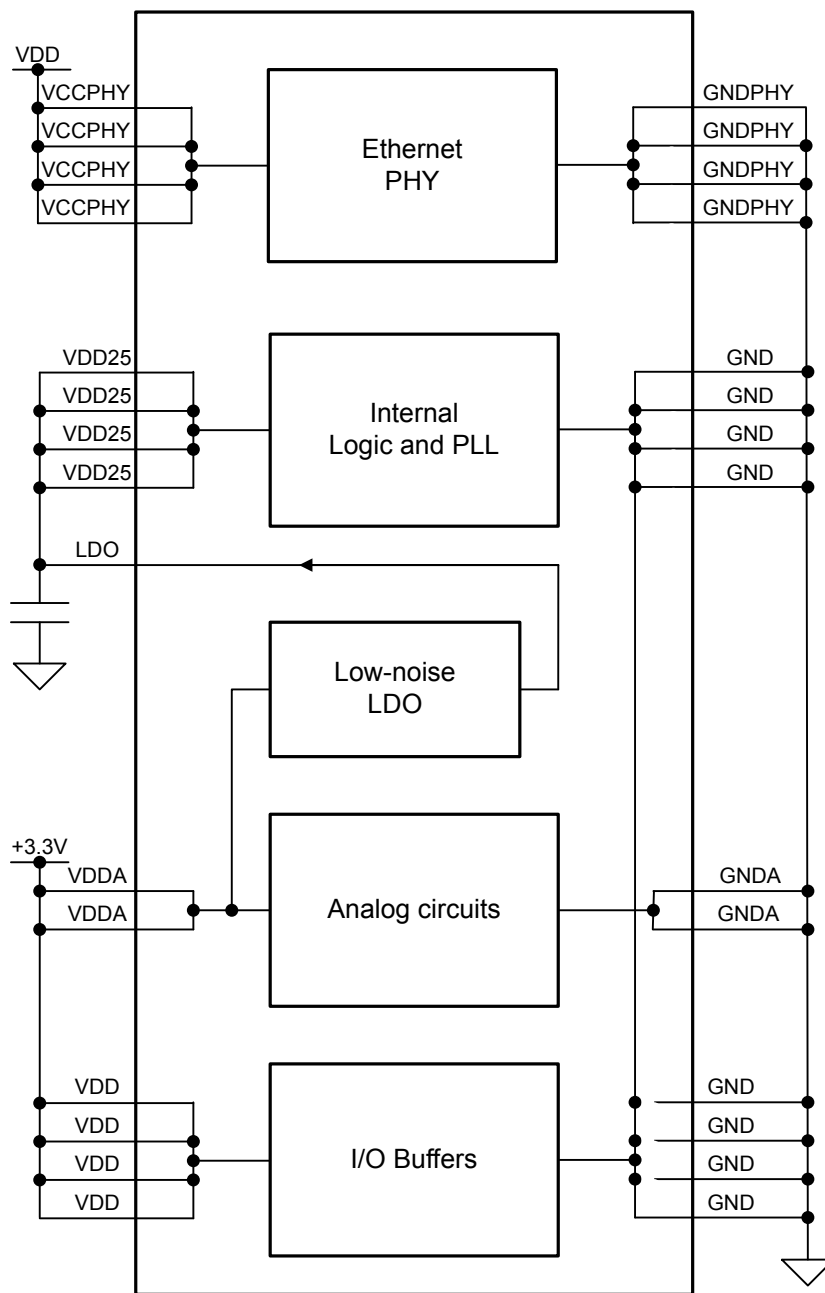 VDD
VCCPHY
VCCPHY
VCCPHY
VCCPHY
Ethernet
PHY
GNDPHY
GNDPHY
GNDPHY
GNDPHY
VDD25
VDD25
VDD25
VDD25
Internal
Logic and PLL
GND
GND
GND
GND
LDO
Low-noise
LDO
+3.3V
VDDA
VDDA
Analog circuits
GNDA
GNDA
VDD
VDD
VDD
VDD
I/O Buffers
GND
GND
GND
GND